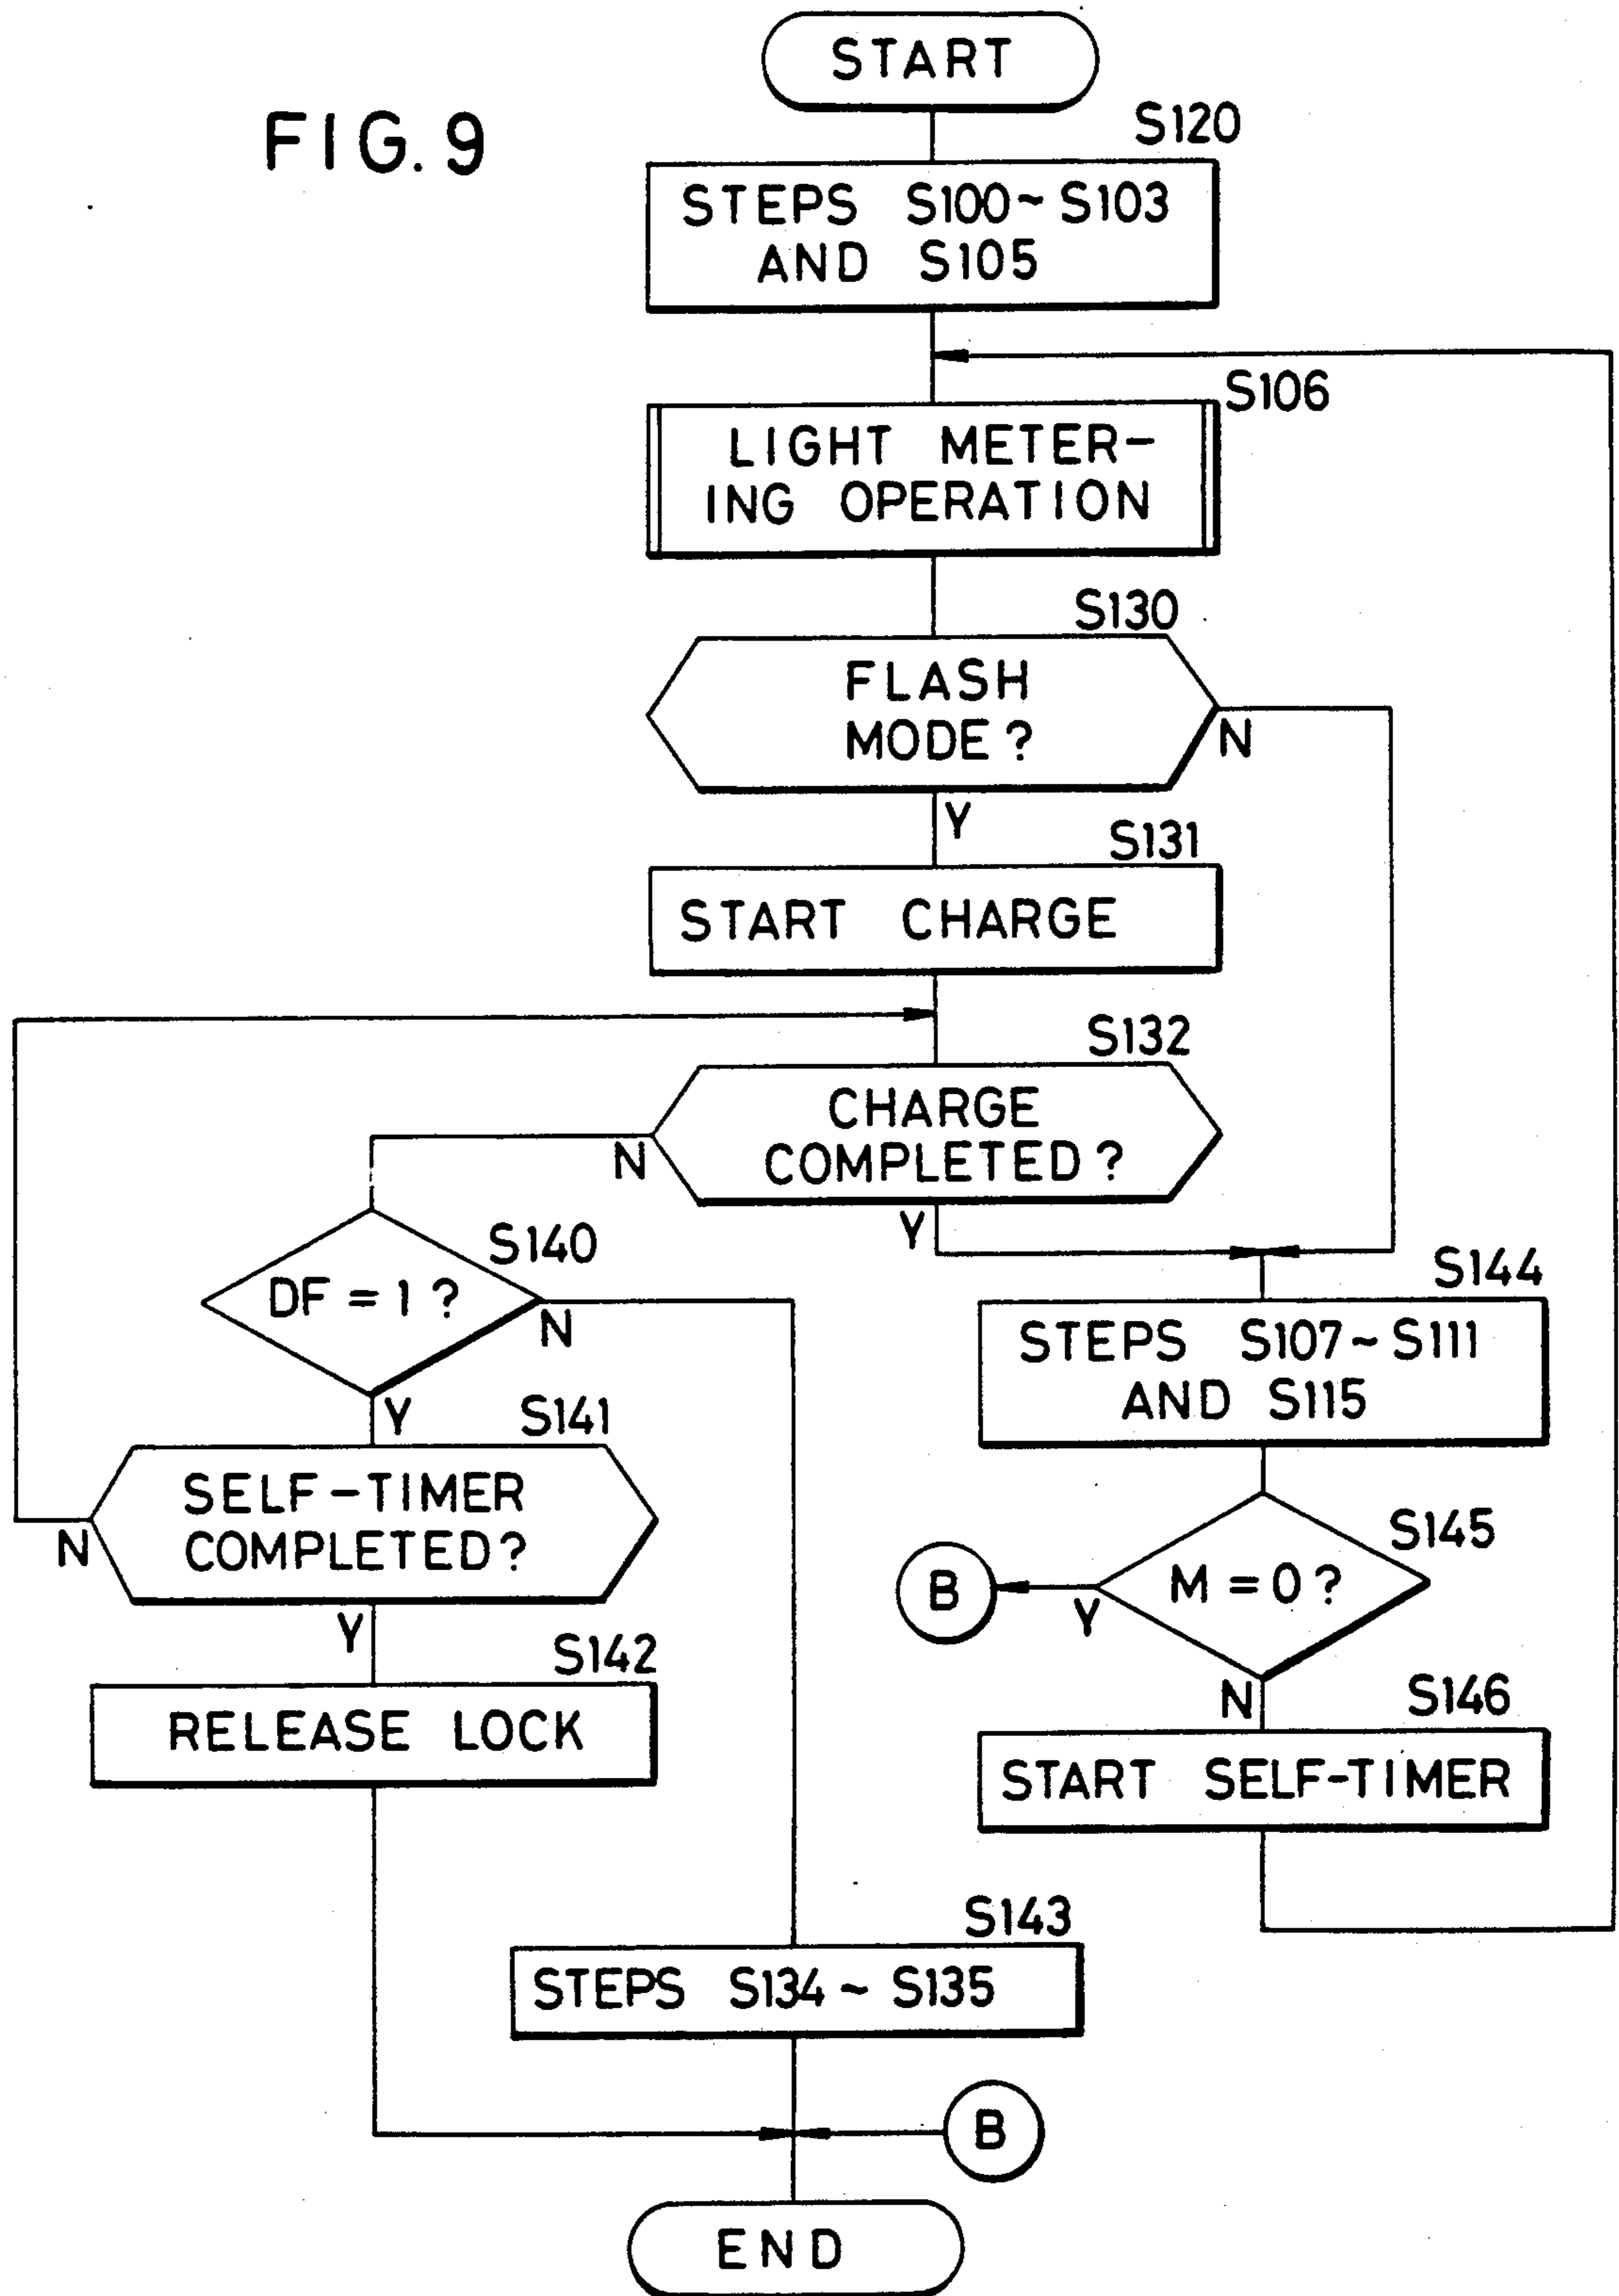 START
FIG. 9
S120
STEPS S100~S103
AND S105
S106
LIGHT METER-
ING OPERATION
S130
FLASH
MODE?
N
Y
S131
START CHARGE
S132
CHARGE
COMPLETED?
N
Y
S140
DF = 1 ?
N
Y
S144
STEPS S107~S111
AND S115
S141
SELF-TIMER
COMPLETED?
N
Y
S145
M = 0 ?
Y
B
N
S142
RELEASE LOCK
S146
START SELF-TIMER
S143
STEPS S134~S135
B
END